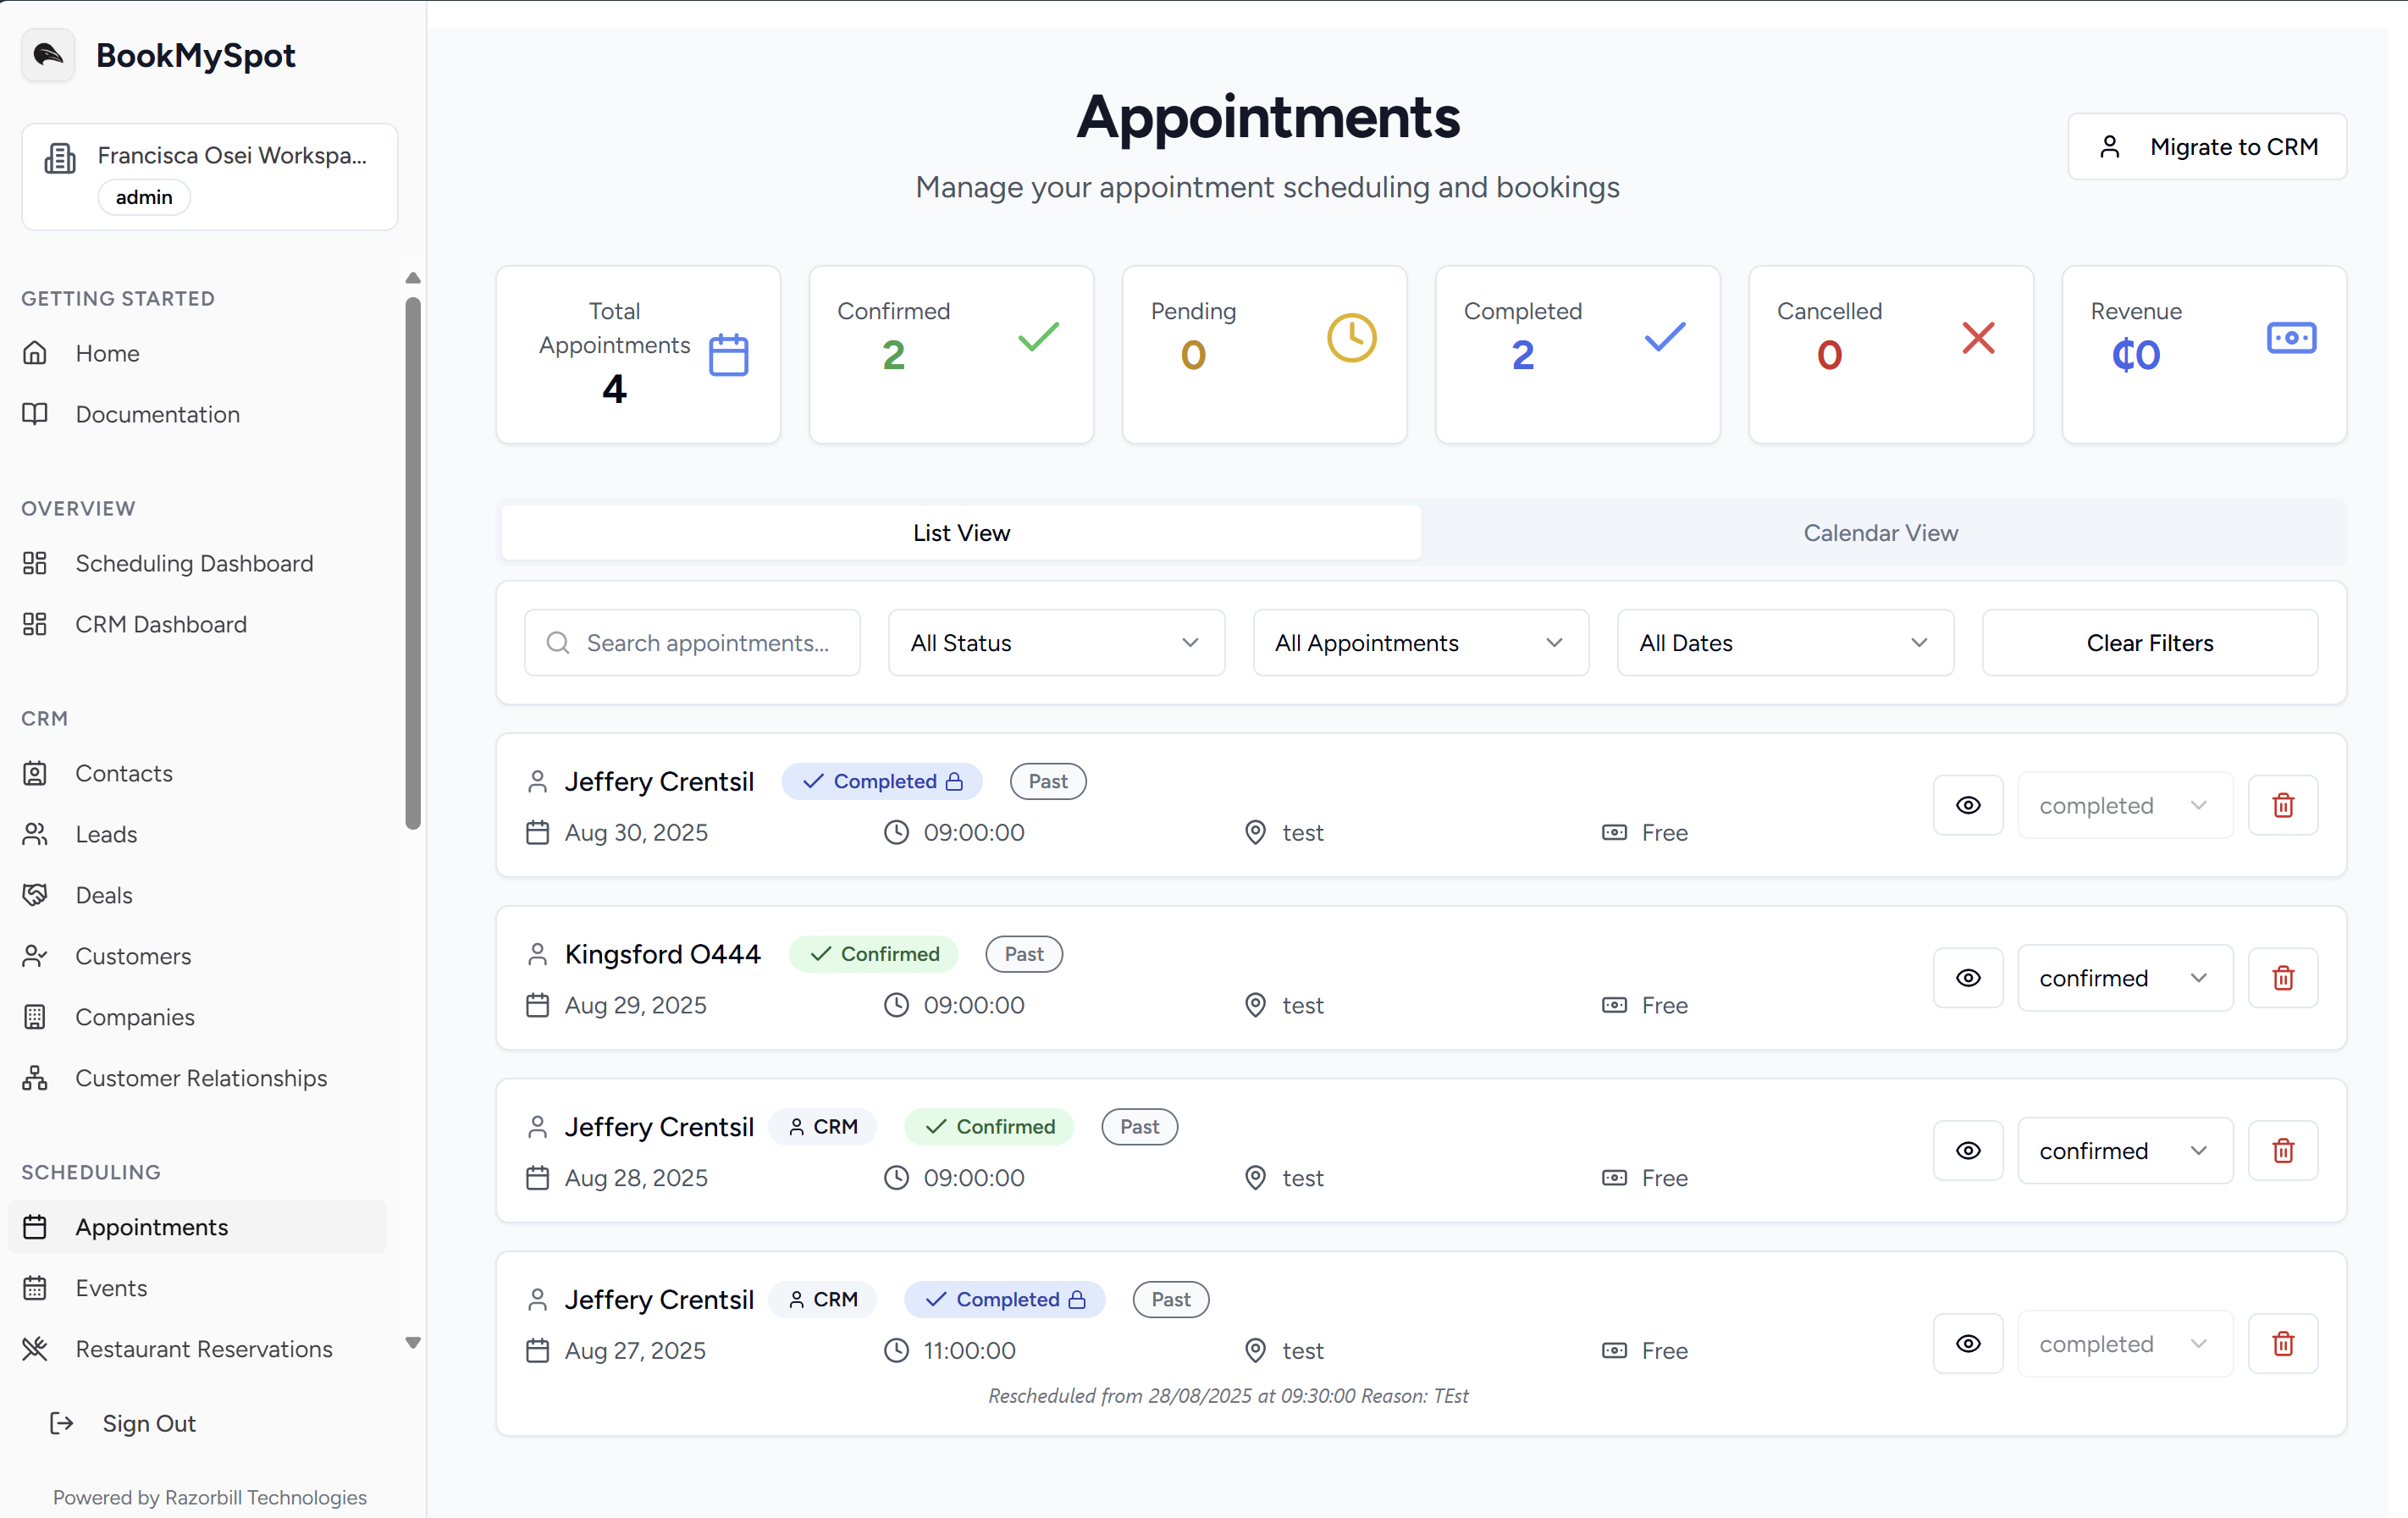 BookMySpot
Francisca Osei Workspa...
admin
GETTING STARTED
Home
Documentation
OVERVIEW
Scheduling Dashboard
CRM Dashboard
CRM
Contacts
Leads
Deals
Customers
Companies
Customer Relationships
SCHEDULING
Appointments
Events
Restaurant Reservations
Sign Out
Powered by Razorbill Technologies
Appointments
Manage your appointment scheduling and bookings
Migrate to CRM
Total
Appointments
4
Confirmed
2
Pending
0
Completed
2
Cancelled
0
Revenue
₵0
List View
Calendar View
Search appointments...
All Status
All Appointments
All Dates
Clear Filters
Jeffery Crentsil Completed Past
Aug 30, 2025 09:00:00 test Free
completed
Kingsford O444 Confirmed Past
Aug 29, 2025 09:00:00 test Free
confirmed
Jeffery Crentsil CRM Confirmed Past
Aug 28, 2025 09:00:00 test Free
confirmed
Jeffery Crentsil CRM Completed Past
Aug 27, 2025 11:00:00 test Free
completed
Rescheduled from 28/08/2025 at 09:30:00 Reason: TEst